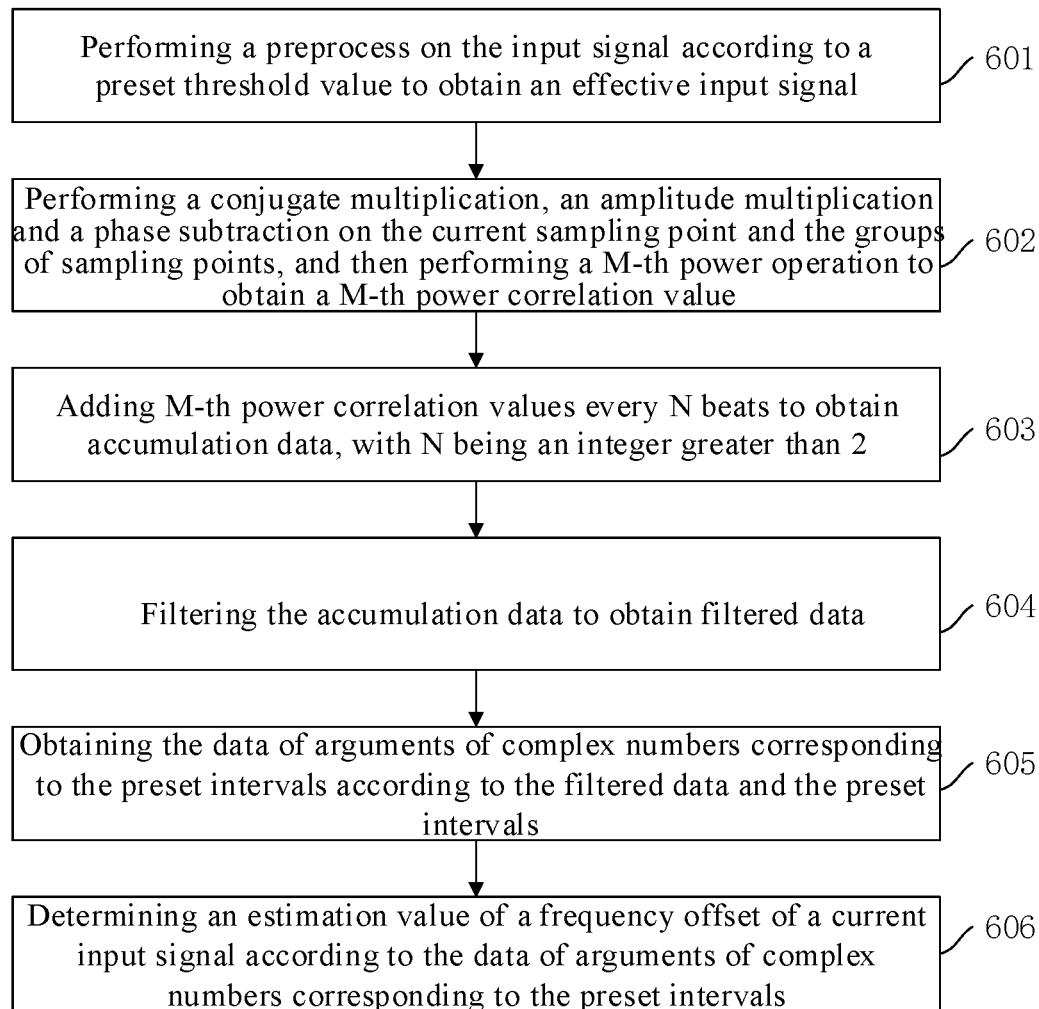 Performing a preprocess on the input signal according to a
preset threshold value to obtain an effective input signal
601
Performing a conjugate multiplication, an amplitude multiplication
and a phase subtraction on the current sampling point and the groups
of sampling points, and then performing a M-th power operation to
obtain a M-th power correlation value
602
Adding M-th power correlation values every N beats to obtain
accumulation data, with N being an integer greater than 2
603
Filtering the accumulation data to obtain filtered data
604
Obtaining the data of arguments of complex numbers corresponding
to the preset intervals according to the filtered data and the preset
intervals
605
Determining an estimation value of a frequency offset of a current
input signal according to the data of arguments of complex
numbers corresponding to the preset intervals
606